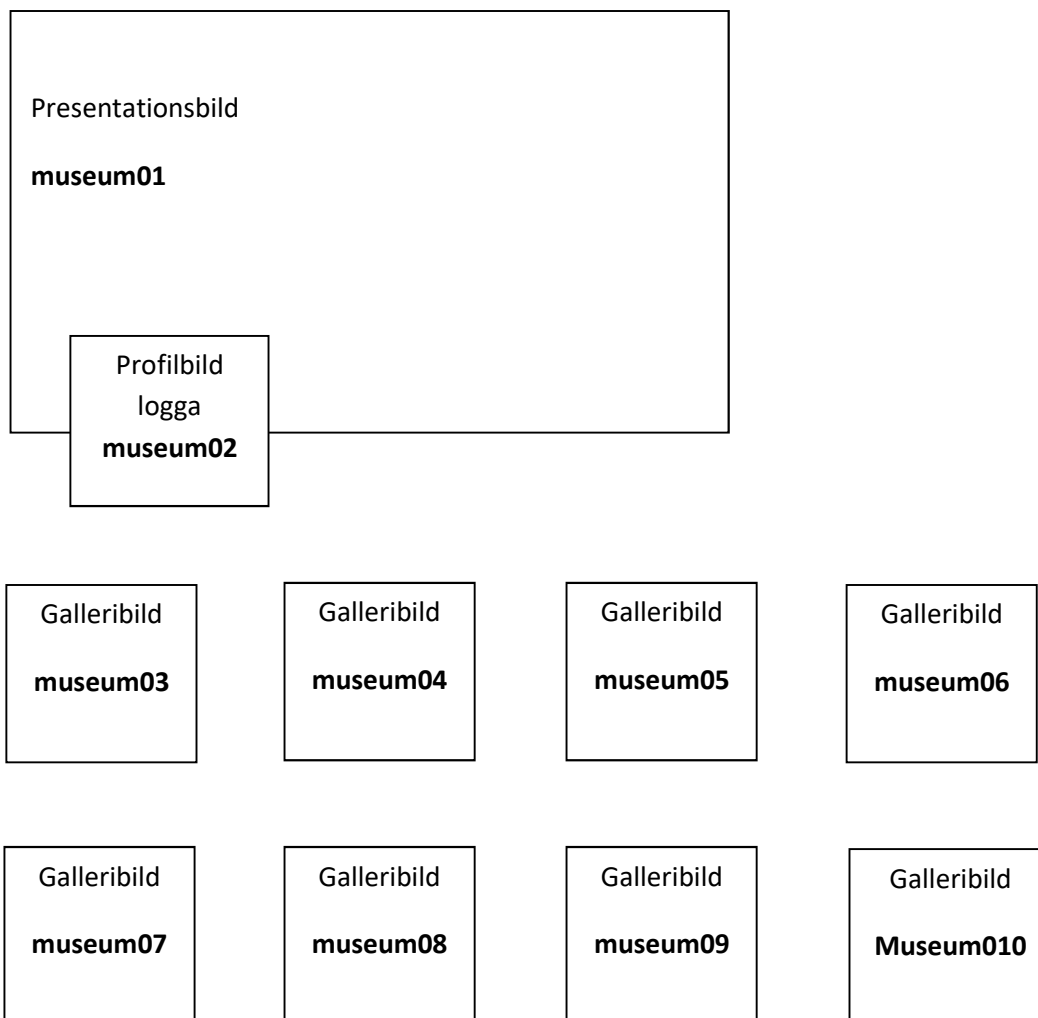 Presentationsbild
museum01
Profilbild
logga
museum02
Galleribild
museum03
Galleribild
museum04
Galleribild
museum05
Galleribild
museum06
Galleribild
museum07
Galleribild
museum08
Galleribild
museum09
Galleribild
Museum010